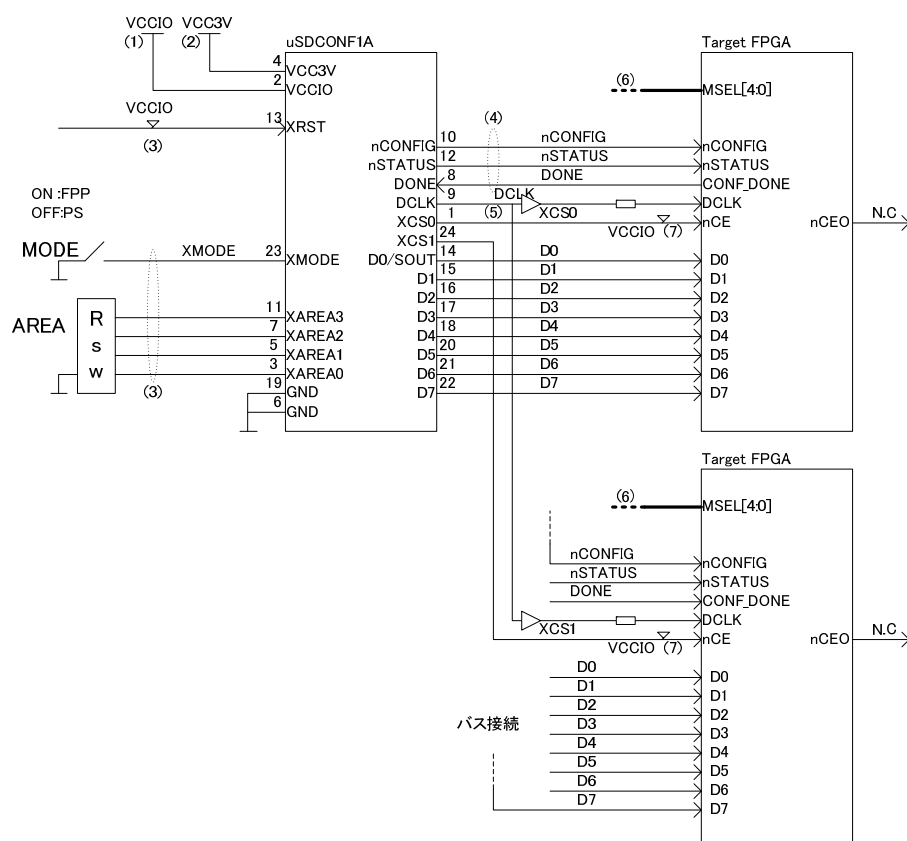 VCCIO VCC3V
(1) (2)
uSDCONF1A
4 VCC3V
2 VCCIO
VCCIO
13 XRST
(3)
ON :FPP
OFF:PS
MODE XMODE 23 XMODE
AREA
R
s
w
11 XAREA3
7 XAREA2
5 XAREA1
3 XAREA0
(3)
19 GND
6 GND
nCONFIG 10
nSTATUS 12
DONE 8
DCLK 9
XCS0 1
XCS1 24
D0/SOUT 14
D1 15
D2 16
D3 17
D4 18
D5 20
D6 21
D7 22
(4)
nCONFIG
nSTATUS
DONE
DCLK
(5)
XCS0
VCCIO (7)
D0
D1
D2
D3
D4
D5
D6
D7
Target FPGA
(6)
MSEL[4:0]
nCONFIG
nSTATUS
CONF_DONE
DCLK
nCE
nCEO N.C
D0
D1
D2
D3
D4
D5
D6
D7
Target FPGA
(6)
MSEL[4:0]
nCONFIG nCONFIG
nSTATUS nSTATUS
DONE CONF_DONE
DCLK
XCS1
VCCIO (7)
nCE
nCEO N.C
バス接続
D0 D0
D1 D1
D2 D2
D3 D3
D4 D4
D5 D5
D6 D6
D7 D7